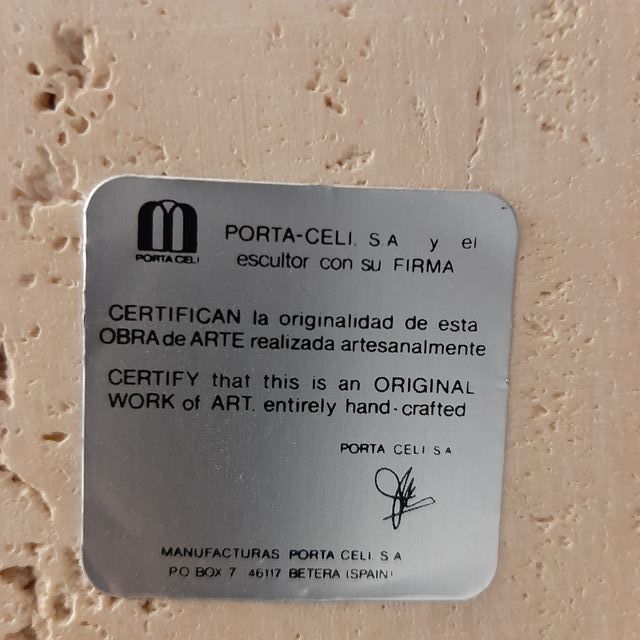 PORTA CELI
PORTA-CELI, S A y el
escultor con su FIRMA
CERTIFICAN la originalidad de esta
OBRA de ARTE realizada artesanalmente
CERTIFY that this is an ORIGINAL
WORK of ART. entirely hand-crafted
PORTA CELI S A
MANUFACTURAS PORTA CELI, S A
P O BOX 7 46117 BETERA (SPAIN)